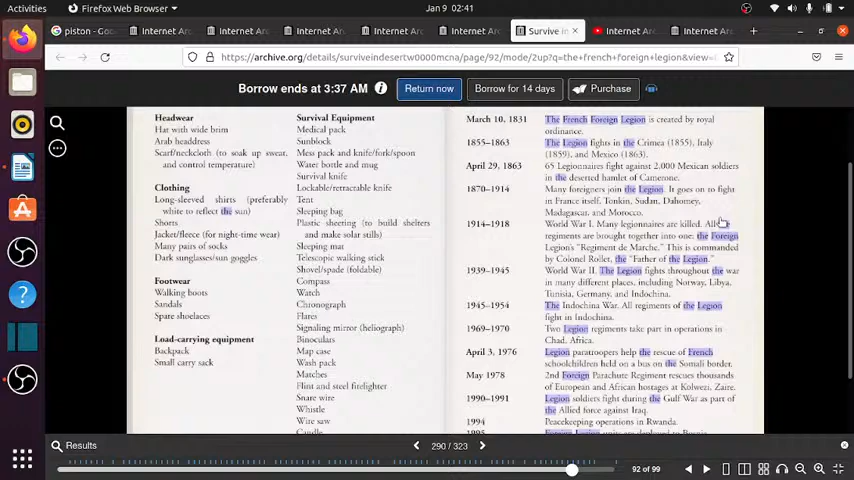 Activities
Firefox Web Browser
Jan 9 02:41
piston - Go
Internet Ar
Internet Ar
Internet Ar
Internet Ar
Internet Ar
Survive in
Internet Ar
Internet Ar
https://archive.org/details/surviveindesertw0000mcna/page/92/mode/2up?q=the+french+foreign+legion&view=
Borrow ends at 3:37 AM
Return now
Borrow for 14 days
Purchase
Headwear
Hat with wide brim
Arab headdress
Scarf/neckcloth (to soak up sweat,
and control temperature)
Clothing
Long-sleeved shirts (preferably
white to reflect the sun)
Shorts
Jacket/fleece (for night-time wear)
Many pairs of socks
Dark sunglasses/sun goggles
Footwear
Walking boots
Sandals
Spare shoelaces
Load-carrying equipment
Backpack
Small carry sack
Survival Equipment
Medical pack
Sunblock
Mess pack and knife/fork/spoon
Water bottle and mug
Survival knife
Lockable/retractable knife
Tent
Sleeping bag
Plastic sheeting (to build shelters
and make solar stills)
Sleeping mat
Telescopic walking stick
Shovel/spade (foldable)
Compass
Watch
Chronograph
Flares
Signaling mirror (heliograph)
Binoculars
Map case
Wash pack
Matches
Flint and steel firelighter
Snare wire
Whistle
Wire saw
Candle
March 10, 1831 The French Foreign Legion is created by royal
ordinance.
1855–1863 The Legion fights in the Crimea (1855), Italy
(1859), and Mexico (1863).
April 29, 1863 65 Legionnaires fight against 2,000 Mexican soldiers
in the deserted hamlet of Camerone.
1870–1914 Many foreigners join the Legion. It goes on to fight
in France itself, Tonkin, Sudan, Dahomey,
Madagascar, and Morocco.
1914–1918 World War I. Many legionnaires are killed. All
regiments are brought together into one: the Foreign
Legion's "Regiment de Marche." This is commanded
by Colonel Rollet, the "Father of the Legion."
1939–1945 World War II. The Legion fights throughout the war
in many different places, including Norway, Libya,
Tunisia, Germany, and Indochina.
1945–1954 The Indochina War. All regiments of the Legion
fight in Indochina.
1969–1970 Two Legion regiments take part in operations in
Chad, Africa.
April 3, 1976 Legion paratroopers help the rescue of French
schoolchildren held on a bus on the Somali border.
May 1978 2nd Foreign Parachute Regiment rescues thousands
of European and African hostages at Kolwezi, Zaire.
1990–1991 Legion soldiers fight during the Gulf War as part of
the Allied force against Iraq.
1994 Peacekeeping operations in Rwanda.
1995 Foreign Legion units are deployed to Bosnia
Results
290 / 323
92 of 99